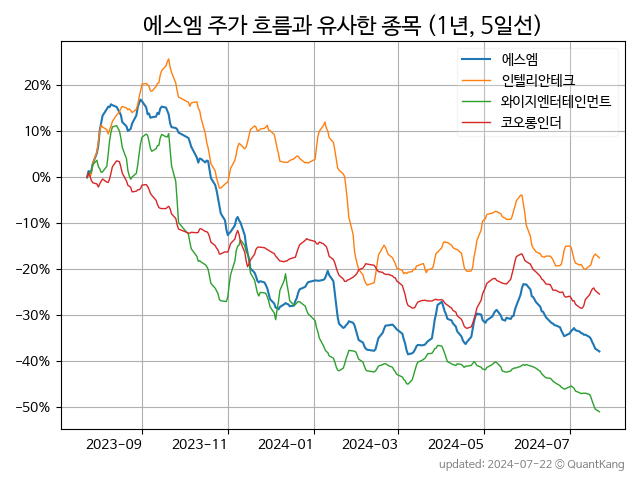 에스엠 주가 흐름과 유사한 종목 (1년, 5일선)
에스엠
인텔리안테크
와이지엔터테인먼트
코오롱인더
20%
10%
0%
−10%
−20%
−30%
−40%
−50%
2023-09
2023-11
2024-01
2024-03
2024-05
2024-07
updated: 2024-07-22 © QuantKang